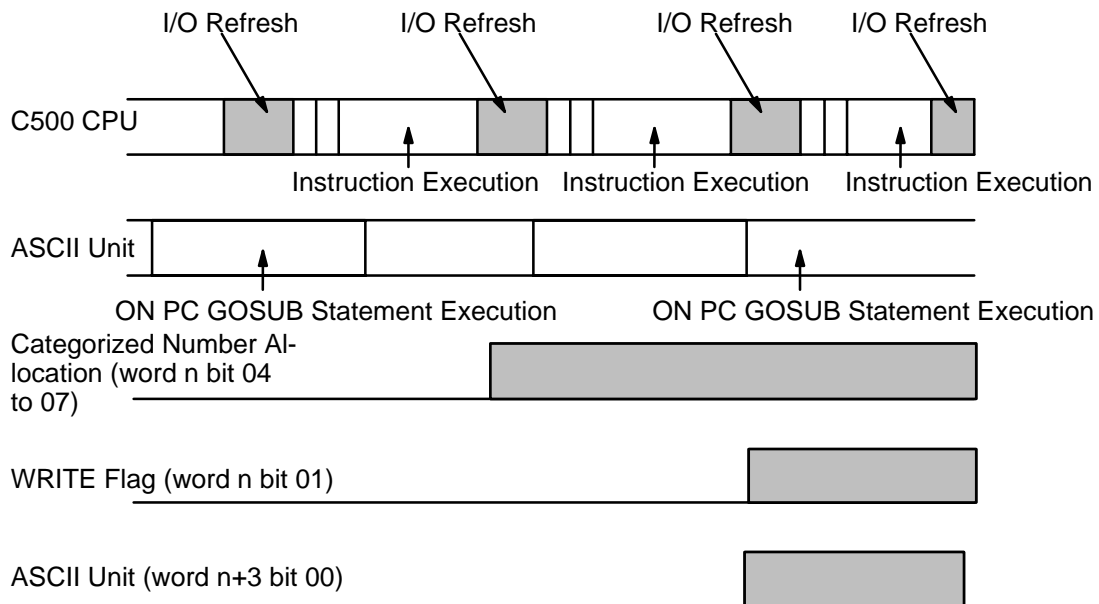 I/O Refresh I/O Refresh I/O Refresh I/O Refresh
C500 CPU
Instruction Execution Instruction Execution Instruction Execution
ASCII Unit
ON PC GOSUB Statement Execution ON PC GOSUB Statement Execution
Categorized Number Al-
location (word n bit 04
to 07)
WRITE Flag (word n bit 01)
ASCII Unit (word n+3 bit 00)